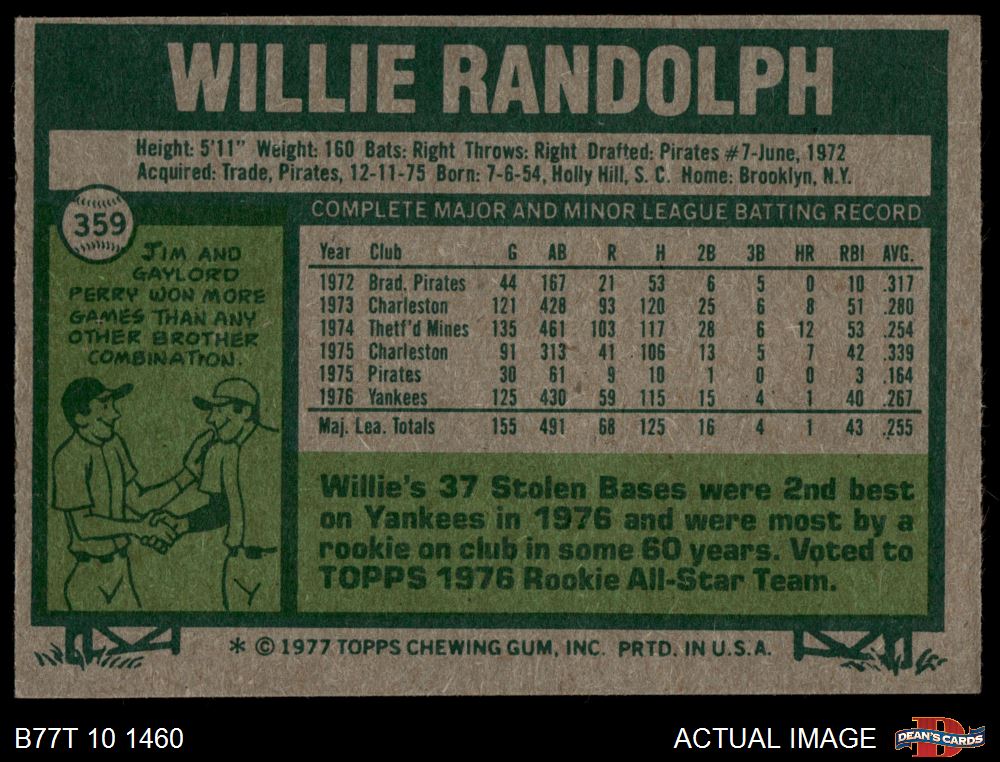 WILLIE RANDOLPH
Height: 5'11" Weight: 160 Bats: Right Throws: Right Drafted: Pirates #7-June, 1972
Acquired: Trade, Pirates, 12-11-75 Born: 7-6-54, Holly Hill, S. C. Home: Brooklyn, N.Y.
359
JIM AND
GAYLORD
PERRY WON MORE
GAMES THAN ANY
OTHER BROTHER
COMBINATION.
COMPLETE MAJOR AND MINOR LEAGUE BATTING RECORD
Year Club G AB R H 2B 3B HR RBI AVG.
1972 Brad. Pirates 44 167 21 53 6 5 0 10 .317
1973 Charleston 121 428 93 120 25 6 8 51 .280
1974 Thetf'd Mines 135 461 103 117 28 6 12 53 .254
1975 Charleston 91 313 41 106 13 5 7 42 .339
1975 Pirates 30 61 9 10 1 0 0 3 .164
1976 Yankees 125 430 59 115 15 4 1 40 .267
Maj. Lea. Totals 155 491 68 125 16 4 1 43 .255
Willie's 37 Stolen Bases were 2nd best
on Yankees in 1976 and were most by a
rookie on club in some 60 years. Voted to
TOPPS 1976 Rookie All-Star Team.
* © 1977 TOPPS CHEWING GUM, INC. PRTD. IN U.S.A.
B77T 10 1460
ACTUAL IMAGE
DEAN'S CARDS